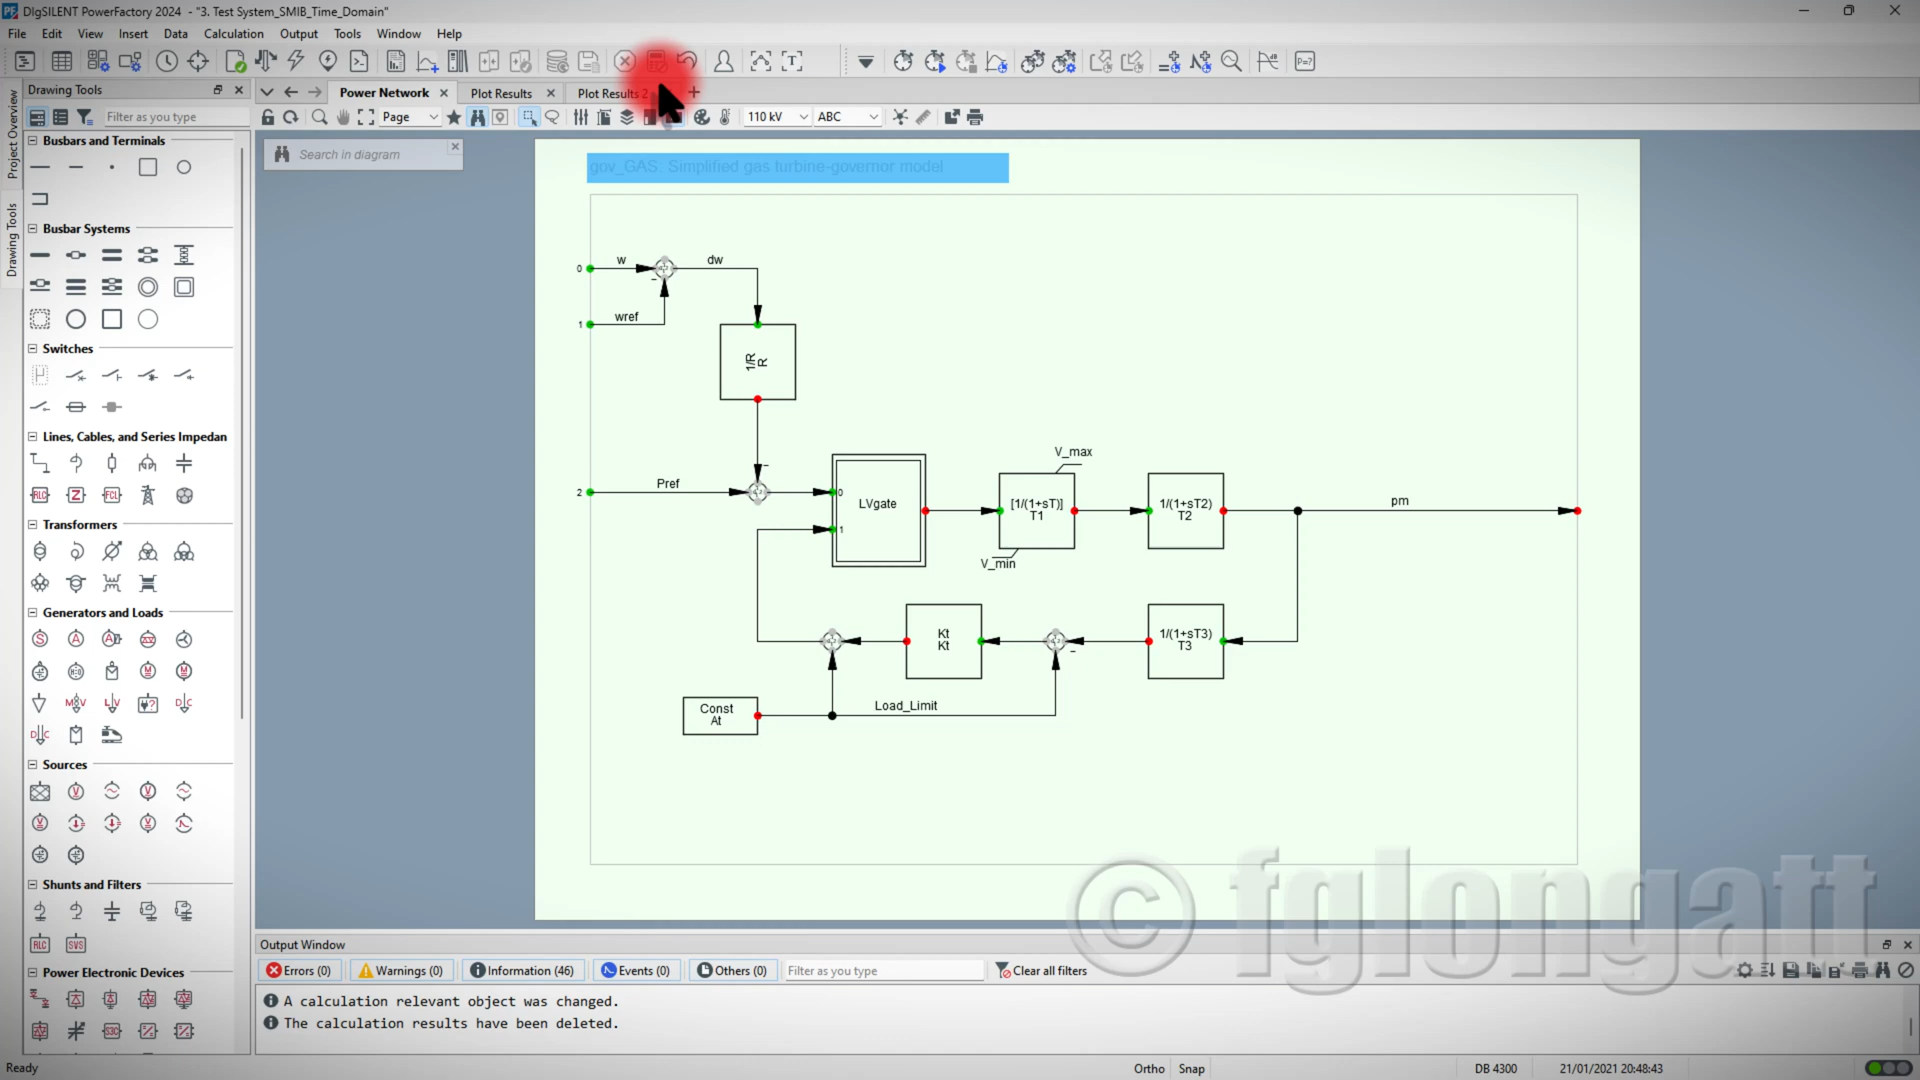 DIgSILENT PowerFactory 2024 - "3. Test System_SMIB_Time_Domain"
File Edit View Insert Data Calculation Output Tools Window Help
Drawing Tools
Power Network
Plot Results
Plot Results 2
Project Overview
Drawing Tools
Filter as you type
Page
110 kV
ABC
Search in diagram
Busbars and Terminals
Busbar Systems
Switches
Lines, Cables, and Series Impedan
Transformers
Generators and Loads
Sources
Shunts and Filters
Power Electronic Devices
gov_GAS: Simplified gas turbine-governor model
0
w
dw
1
wref
1/R
R
2
Pref
-
0
LVgate
1
V_max
[1/(1+sT)]
T1
V_min
1/(1+sT2)
T2
pm
Kt
Kt
1/(1+sT3)
T3
-
Const
At
Load_Limit
© fglongatt
Output Window
Errors (0) Warnings (0) Information (46) Events (0) Others (0) Filter as you type Clear all filters
A calculation relevant object was changed.
The calculation results have been deleted.
Ready
Ortho Snap DB 4300 21/01/2021 20:48:43